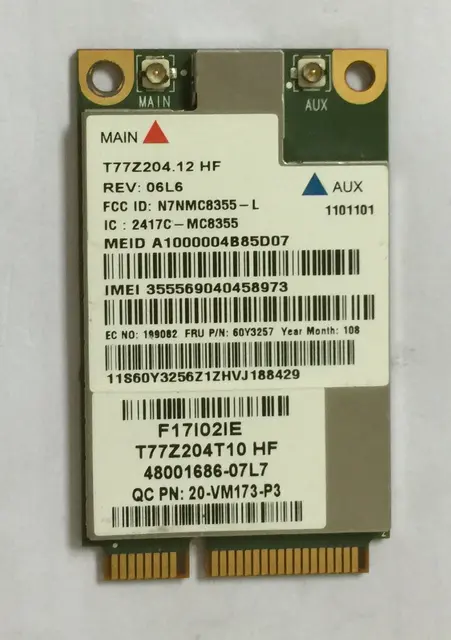 MAIN
AUX
MAIN
T77Z204.12 HF
REV: 06L6
AUX
FCC ID: N7NMC8355-L
1101101
IC : 2417C-MC8355
MEID A1000004B85D07
IMEI 355569040458973
EC NO: 199082 FRU P/N: 60Y3257 Year Month: 108
11S60Y3256Z1ZHVJ188429
F17I02IE
T77Z204T10 HF
48001686-07L7
QC PN: 20-VM173-P3